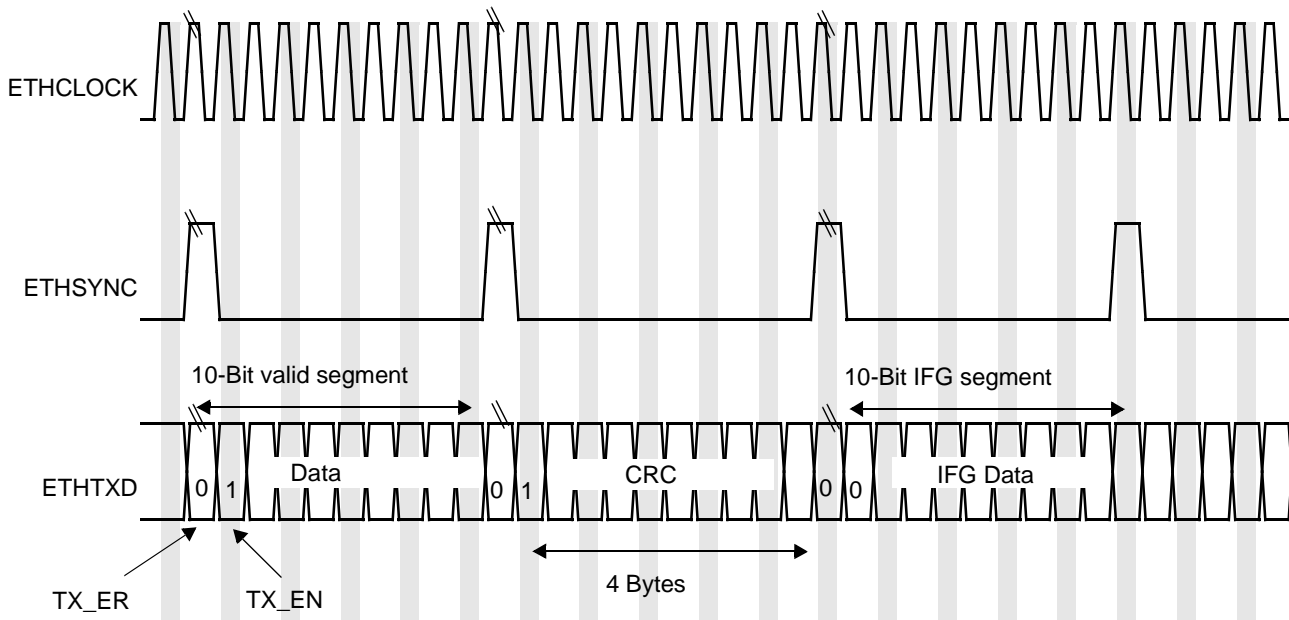 ETHCLOCK
ETHSYNC
10-Bit valid segment
10-Bit IFG segment
ETHTXD
0 1 Data 0 1 CRC 0 0 IFG Data
4 Bytes
TX_ER
TX_EN